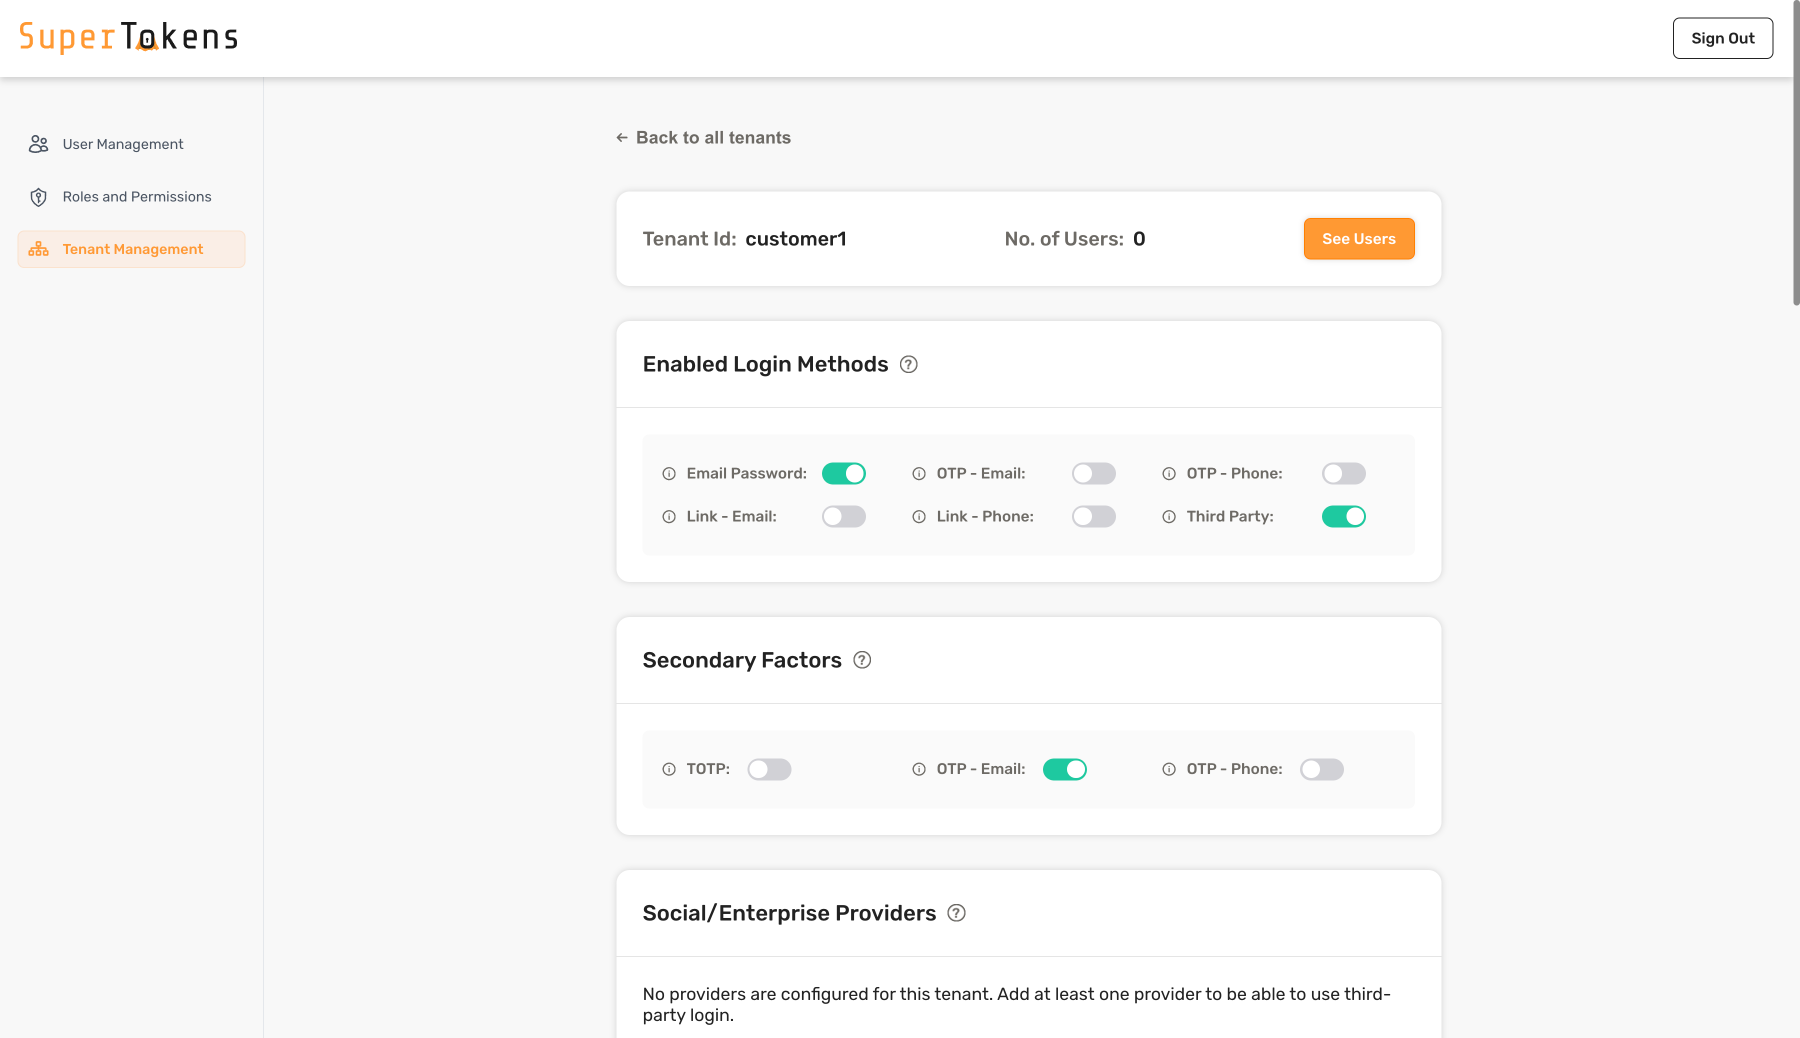 SuperTokens
Sign Out
User Management
Roles and Permissions
Tenant Management
Back to all tenants
Tenant Id: customer1
No. of Users: 0
See Users
Enabled Login Methods
Email Password:
OTP - Email:
OTP - Phone:
Link - Email:
Link - Phone:
Third Party:
Secondary Factors
TOTP:
OTP - Email:
OTP - Phone:
Social/Enterprise Providers
No providers are configured for this tenant. Add at least one provider to be able to use third-
party login.